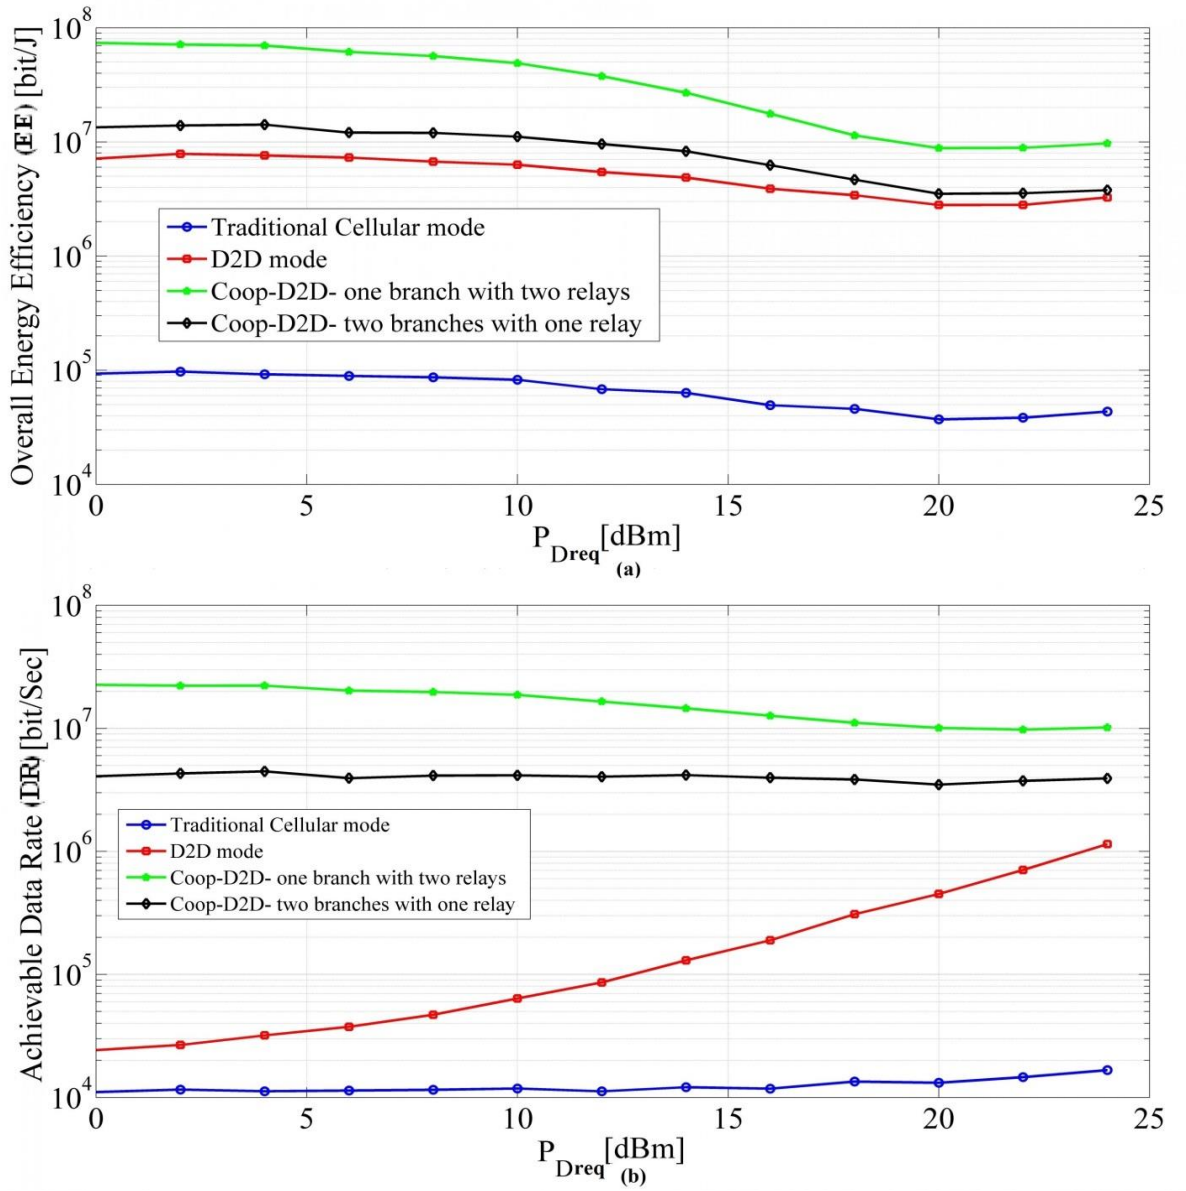 Overall Energy Efficiency (EE) [bit/J]
10^8
10^7
10^6
10^5
10^4
Traditional Cellular mode
D2D mode
Coop-D2D- one branch with two relays
Coop-D2D- two branches with one relay
0 5 10 15 20 25
P_Dreq[dBm]
(a)
Achievable Data Rate (DR) [bit/Sec]
10^8
10^7
10^6
10^5
10^4
Traditional Cellular mode
D2D mode
Coop-D2D- one branch with two relays
Coop-D2D- two branches with one relay
0 5 10 15 20 25
P_Dreq[dBm]
(b)